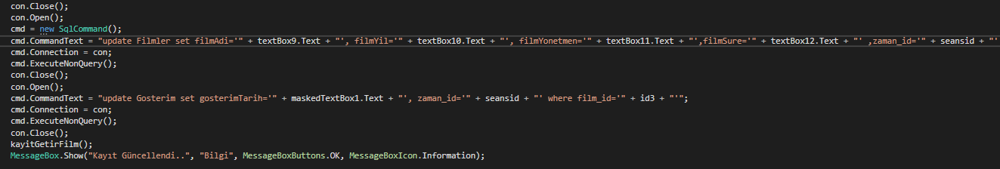 con.Close();
con.Open();
cmd = new SqlCommand();
cmd.CommandText = "update Filmler set filmAdi='" + textBox9.Text + "', filmYil='" + textBox10.Text + "', filmYonetmen='" + textBox11.Text + "',filmSure='" + textBox12.Text + "' ,zaman_id='" + seansid + "'
cmd.Connection = con;
cmd.ExecuteNonQuery();
con.Close();
con.Open();
cmd.CommandText = "update Gosterim set gosterimTarih='" + maskedTextBox1.Text + "', zaman_id='" + seansid + "' where film_id='" + id3 + "'";
cmd.Connection = con;
cmd.ExecuteNonQuery();
con.Close();
kayitGetirFilm();
MessageBox.Show("Kayıt Güncellendi..", "Bilgi", MessageBoxButtons.OK, MessageBoxIcon.Information);